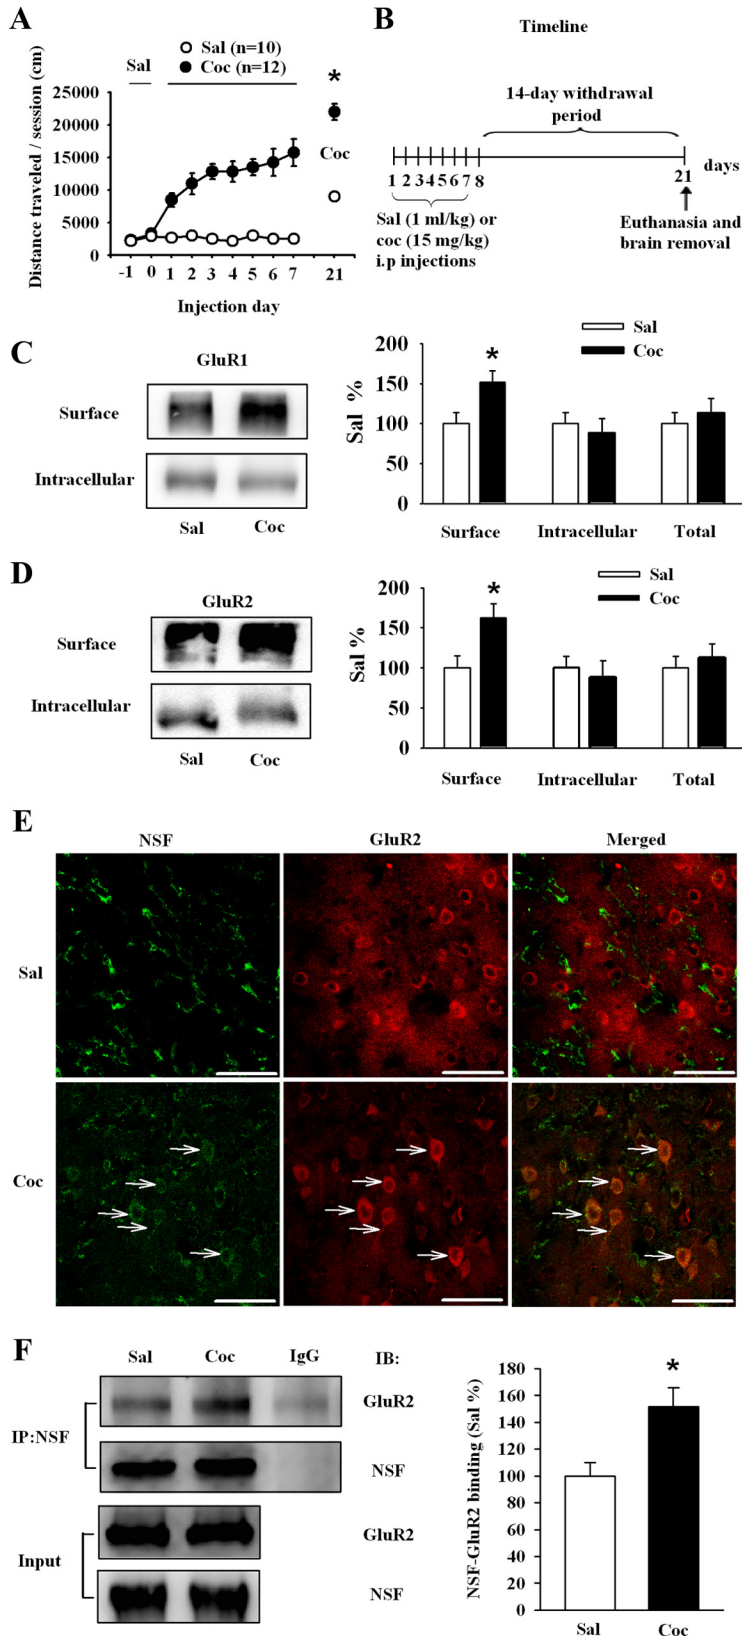 A
Sal (n=10)
Coc (n=12)
Sal
*
Distance traveled / session (cm)
25000
20000
15000
10000
5000
0
Coc
-1 0 1 2 3 4 5 6 7 21
Injection day
B
Timeline
14-day withdrawal
period
1 2 3 4 5 6 7 8 21 days
Sal (1 ml/kg) or
coc (15 mg/kg)
i.p injections
Euthanasia and
brain removal
C
GluR1
Surface
Intracellular
Sal Coc
Sal
Coc
Sal %
200
150
100
50
0
*
Surface Intracellular Total
D
GluR2
Surface
Intracellular
Sal Coc
Sal
Coc
Sal %
200
150
100
50
0
*
Surface Intracellular Total
E
NSF GluR2 Merged
Sal
Coc
F
Sal Coc IgG IB:
IP:NSF
GluR2
NSF
Input
GluR2
NSF
NSF-GluR2 binding (Sal %)
180
160
140
120
100
80
60
40
20
0
*
Sal Coc